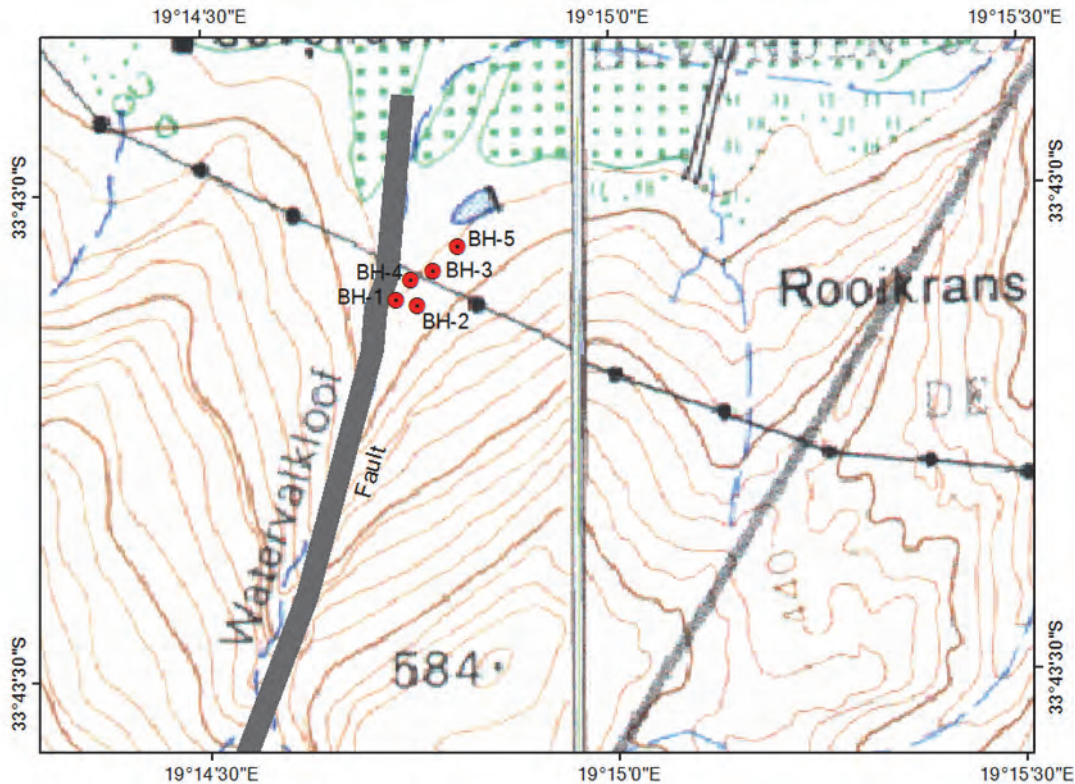 19°14'30"E 19°15'0"E 19°15'30"E
33°43'0"S 33°43'0"S
BH-5
BH-3
BH-4
BH-1
BH-2
Rooikrans
DE
Watervalkloof
Fault
584
440
33°43'30"S 33°43'30"S
19°14'30"E 19°15'0"E 19°15'30"E